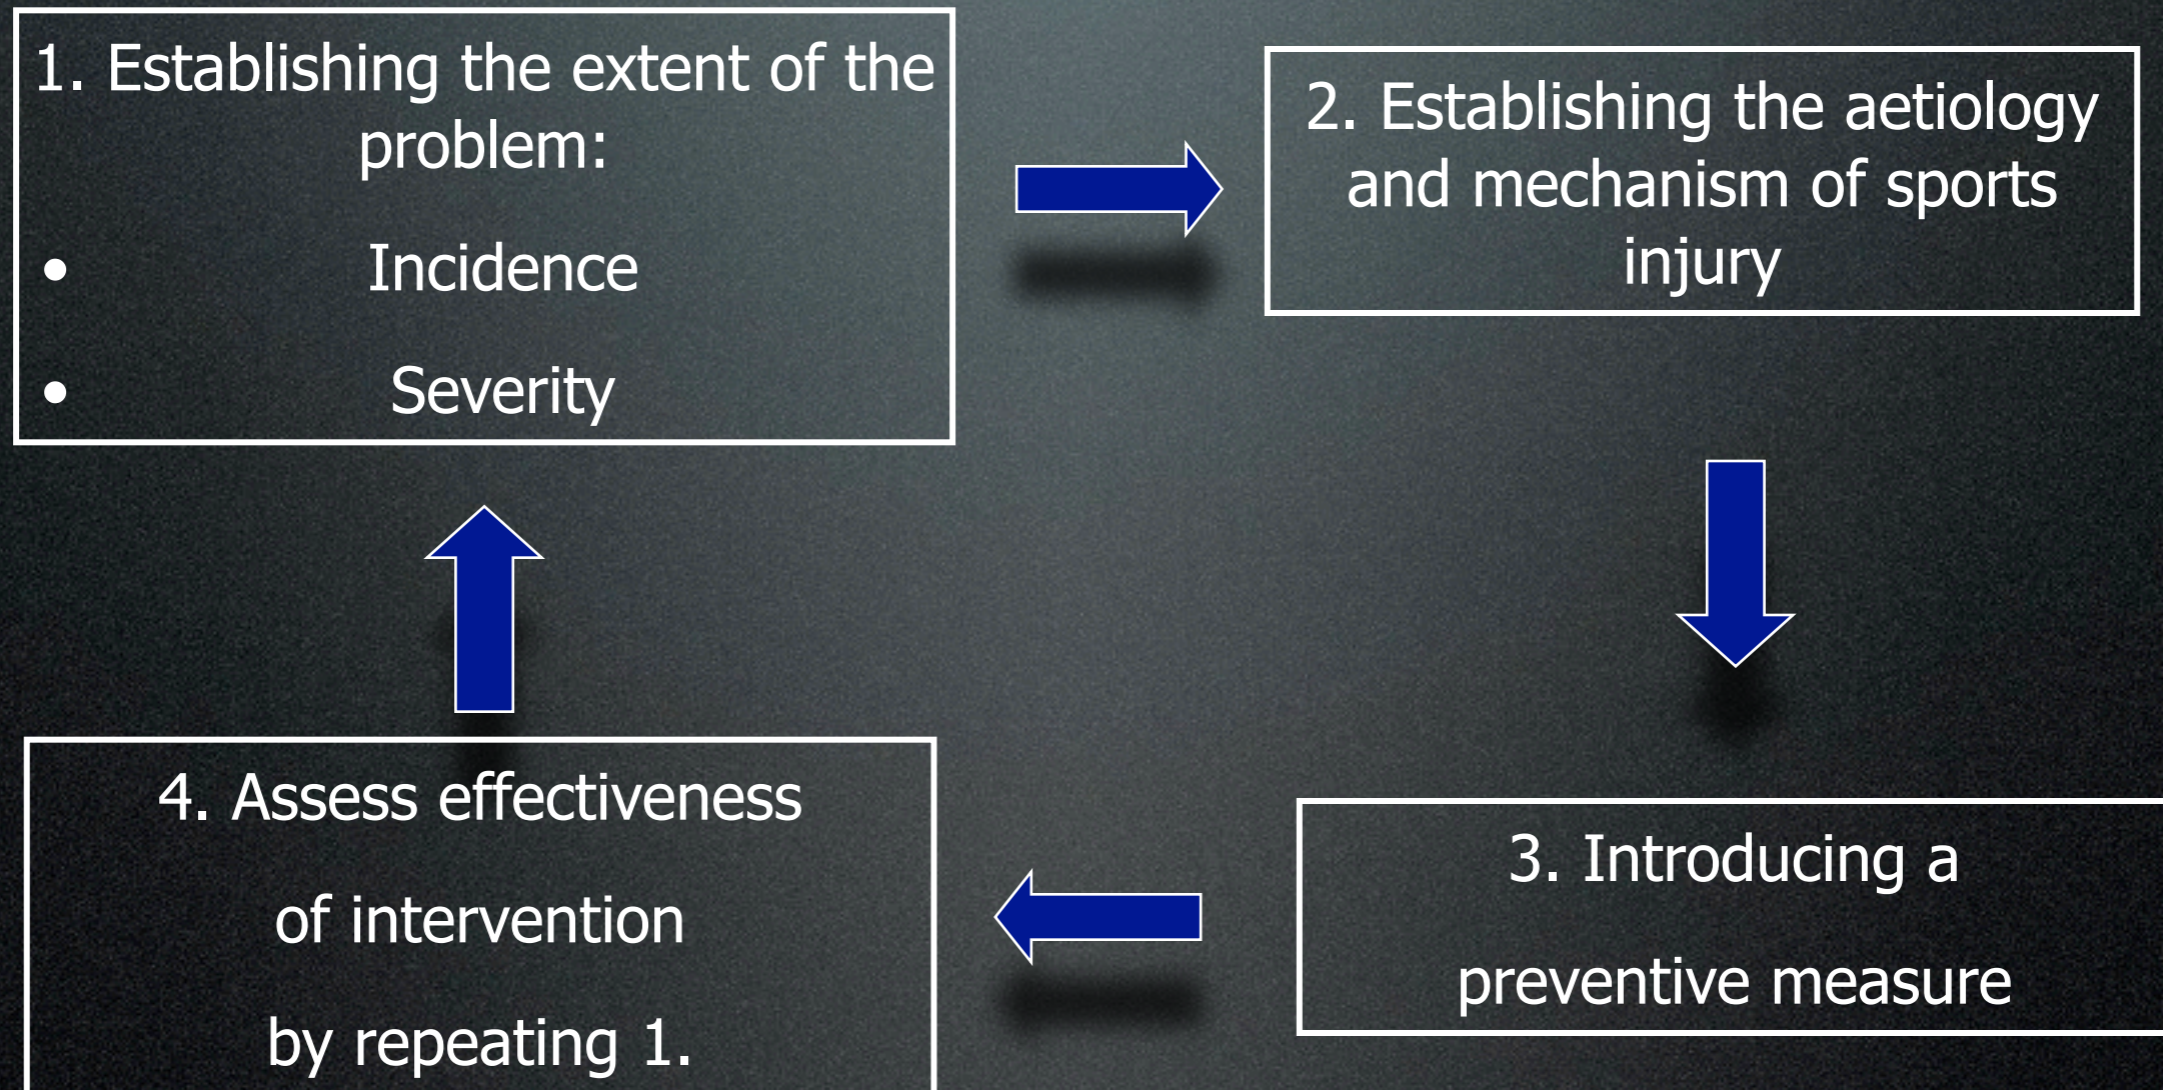 1. Establishing the extent of the
problem:
• Incidence
• Severity
2. Establishing the aetiology
and mechanism of sports
injury
3. Introducing a
preventive measure
4. Assess effectiveness
of intervention
by repeating 1.